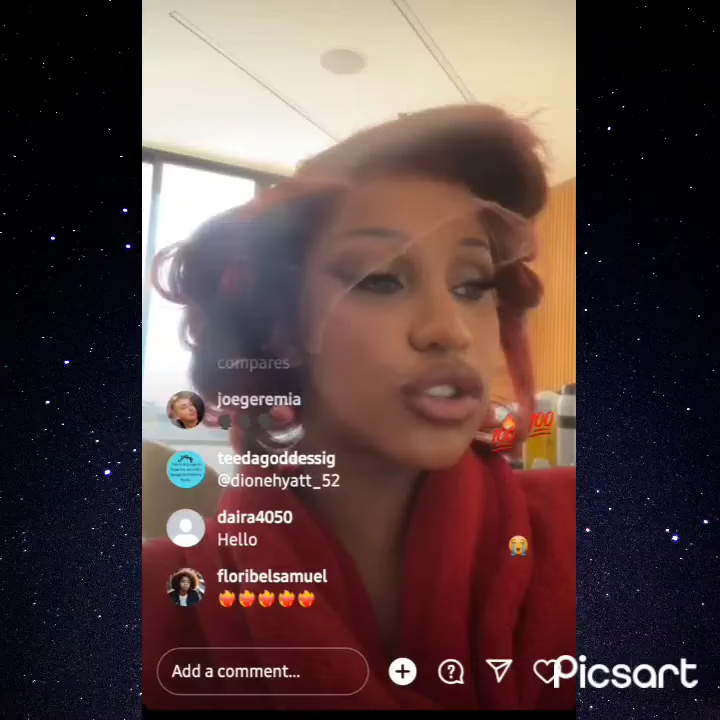 compares
joegeremia
teedagoddessig
@dionehyatt_52
daira4050
Hello
floribelsamuel
❤️‍🔥❤️‍🔥❤️‍🔥❤️‍🔥❤️‍🔥
Add a comment...
Picsart